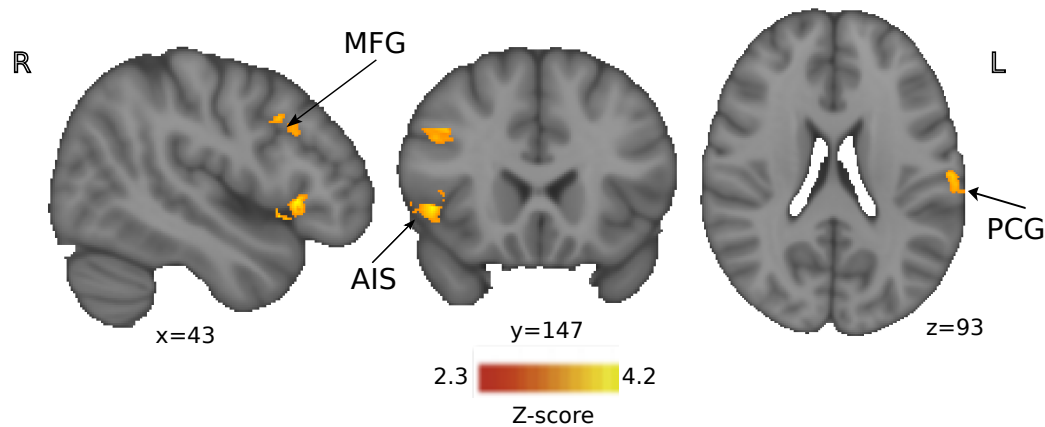 MFG
R
L
PCG
AIS
x=43
y=147
z=93
2.3
4.2
Z-score